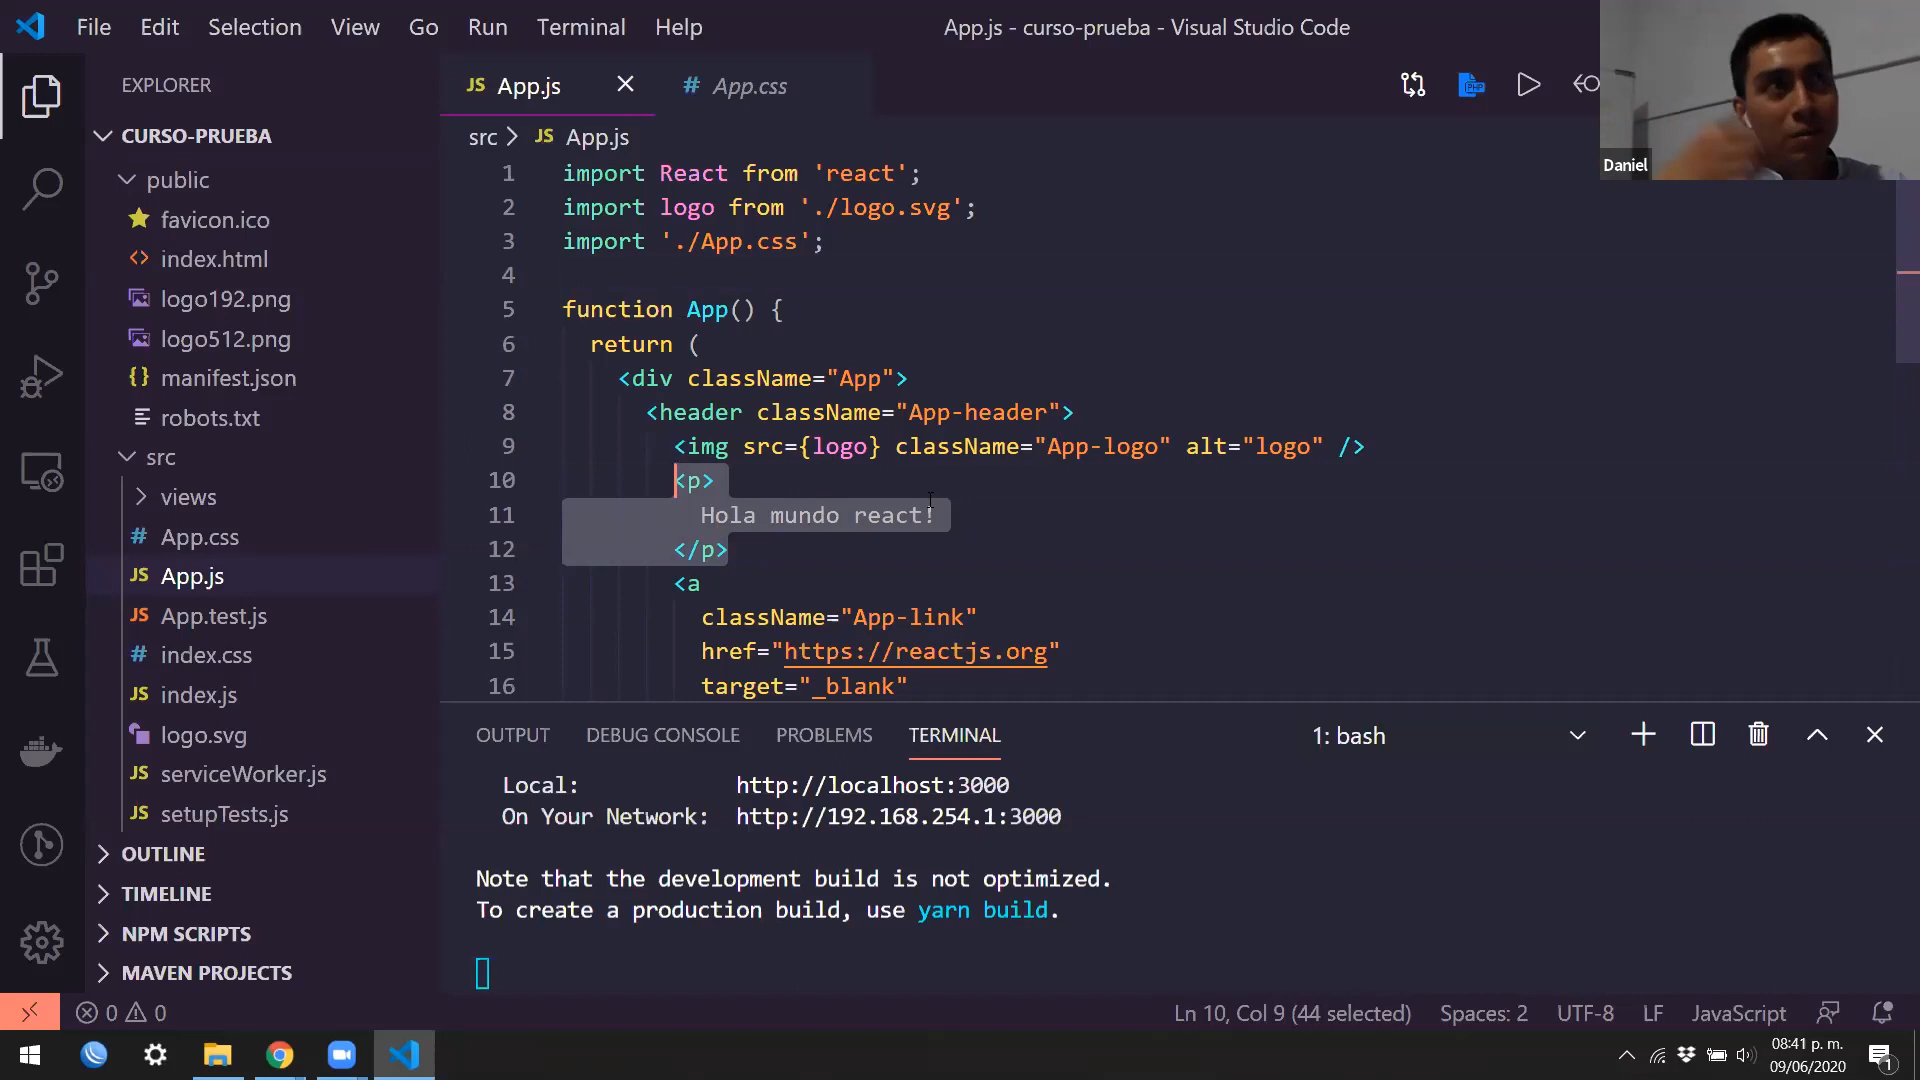 File Edit Selection View Go Run Terminal Help
App.js - curso-prueba - Visual Studio Code
Daniel
EXPLORER
CURSO-PRUEBA
public
favicon.ico
index.html
logo192.png
logo512.png
manifest.json
robots.txt
src
views
App.css
App.js
App.test.js
index.css
index.js
logo.svg
serviceWorker.js
setupTests.js
OUTLINE
TIMELINE
NPM SCRIPTS
MAVEN PROJECTS
JS App.js # App.css
PHP
src > JS App.js
1 import React from 'react';
2 import logo from './logo.svg';
3 import './App.css';
4
5 function App() {
6 return (
7 <div className="App">
8 <header className="App-header">
9 <img src={logo} className="App-logo" alt="logo" />
10 <p>
11 Hola mundo react!
12 </p>
13 <a
14 className="App-link"
15 href="https://reactjs.org"
16 target="_blank"
OUTPUT DEBUG CONSOLE PROBLEMS TERMINAL 1: bash
Local: http://localhost:3000
On Your Network: http://192.168.254.1:3000
Note that the development build is not optimized.
To create a production build, use yarn build.
0 0 Ln 10, Col 9 (44 selected) Spaces: 2 UTF-8 LF JavaScript
08:41 p. m.
09/06/2020
1